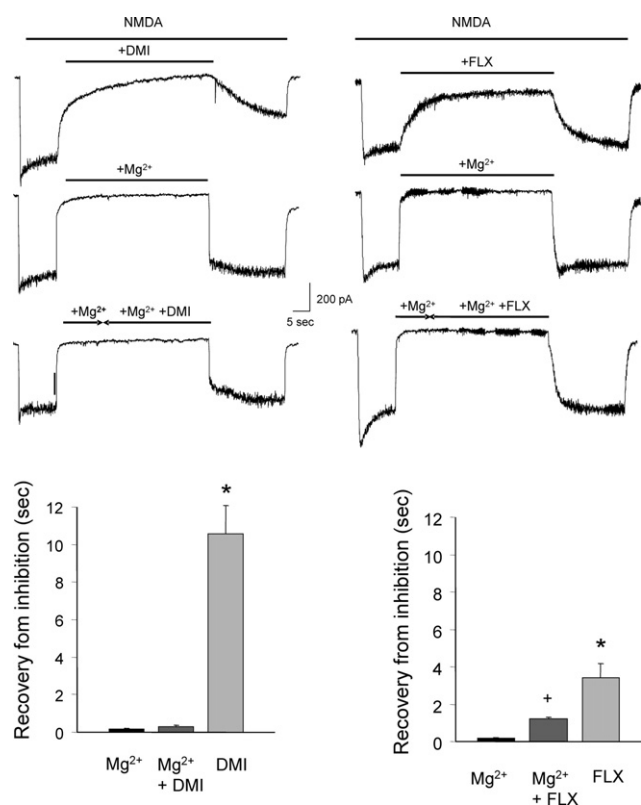 NMDA
+DMI
+Mg²⁺
+Mg²⁺ +Mg²⁺ +DMI
NMDA
+FLX
+Mg²⁺
+Mg²⁺ +Mg²⁺ +FLX
200 pA
5 sec
Recovery fom inhibition (sec)
12
10
8
6
4
2
0
*
Mg²⁺
Mg²⁺
+ DMI
DMI
Recovery from inhibition (sec)
12
10
8
6
4
2
0
+
*
Mg²⁺
Mg²⁺
+ FLX
FLX